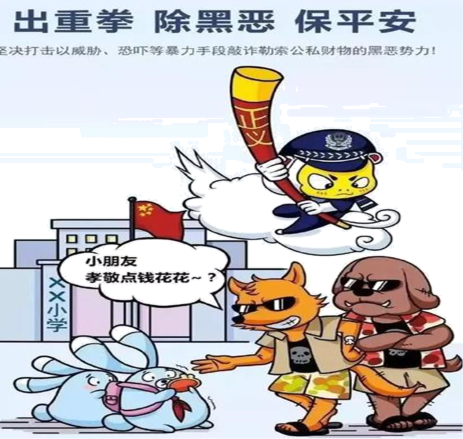 出重拳 除黑恶 保平安
坚决打击以威胁、恐吓等暴力手段敲诈勒索公私财物的黑恶势力!
正义
小朋友
孝敬点钱花花~?
XX小学